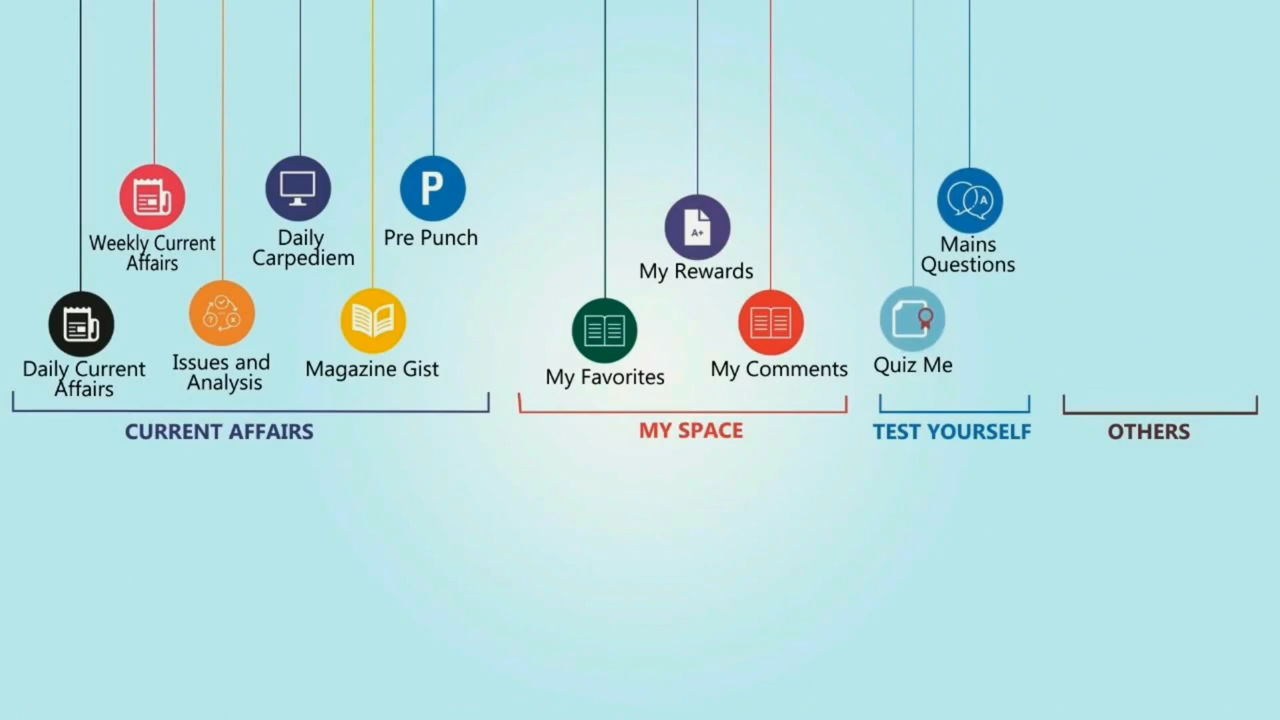 P
A+
A
Weekly Current
Affairs
Daily
Carpediem
Pre Punch
My Rewards
Mains
Questions
Daily Current
Affairs
Issues and
Analysis
Magazine Gist
My Favorites
My Comments
Quiz Me
CURRENT AFFAIRS
MY SPACE
TEST YOURSELF
OTHERS